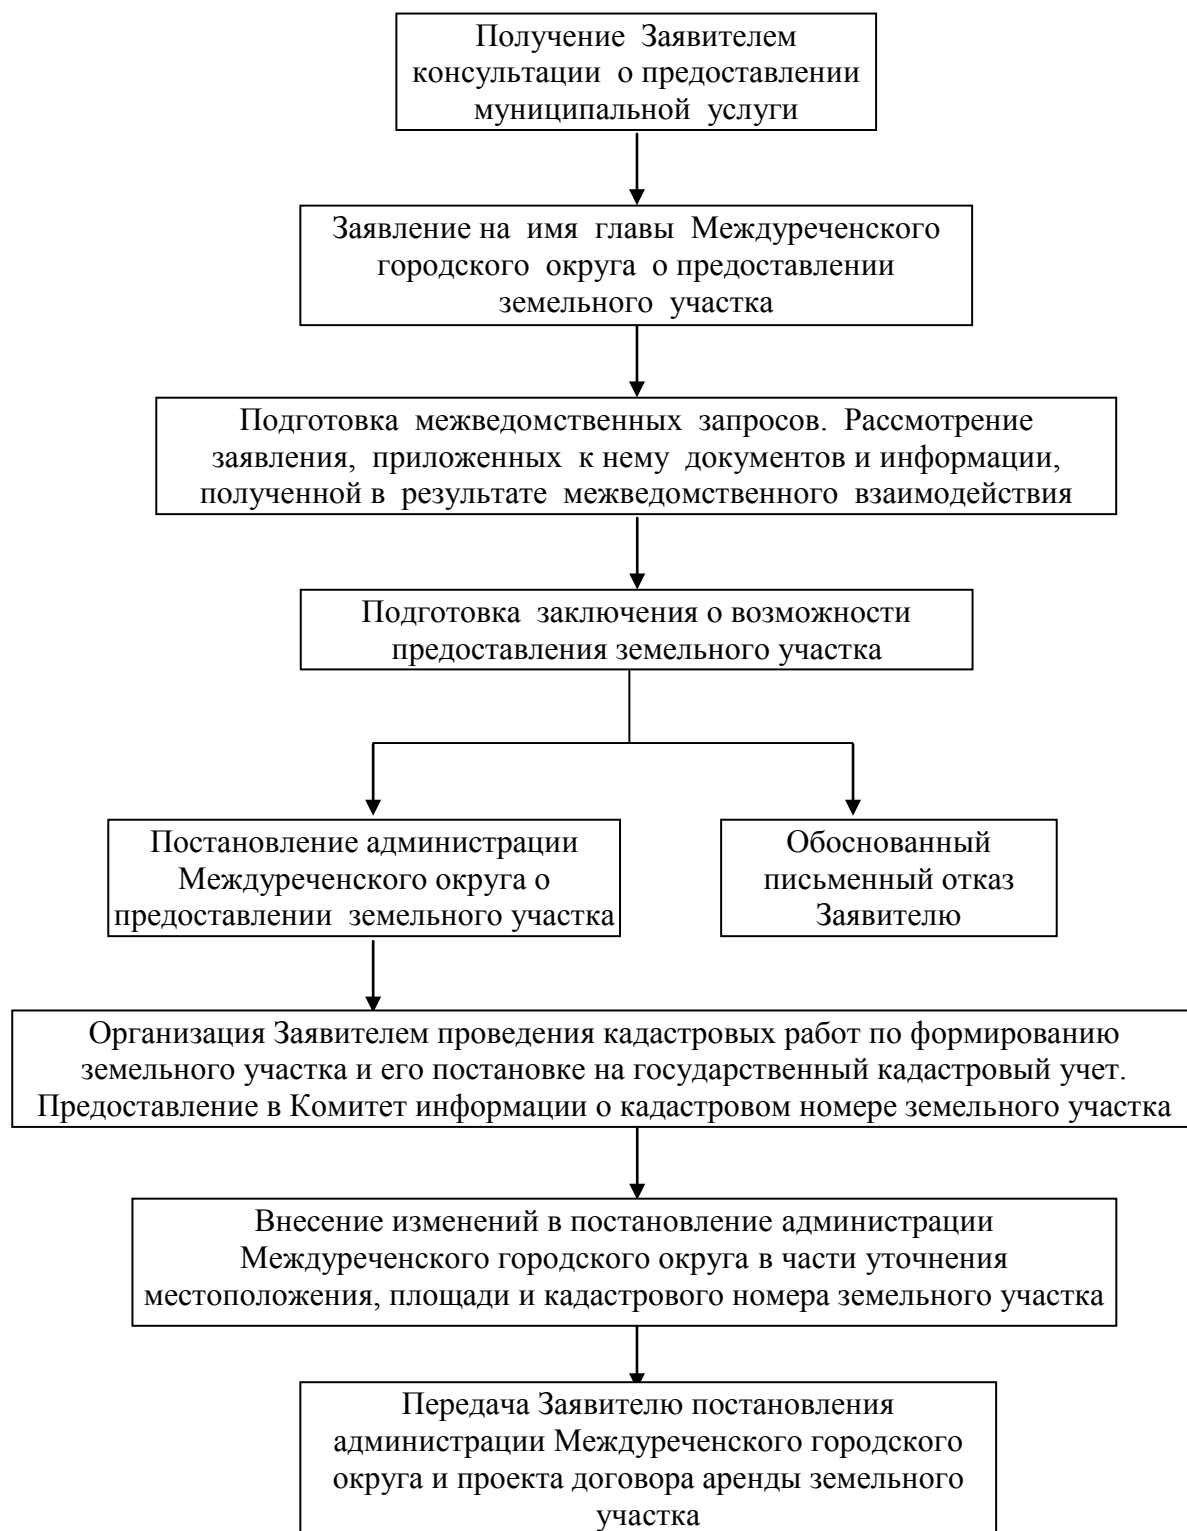 Получение Заявителем
консультации о предоставлении
муниципальной услуги
Заявление на имя главы Междуреченского
городского округа о предоставлении
земельного участка
Подготовка межведомственных запросов. Рассмотрение
заявления, приложенных к нему документов и информации,
полученной в результате межведомственного взаимодействия
Подготовка заключения о возможности
предоставления земельного участка
Постановление администрации
Междуреченского округа о
предоставлении земельного участка
Обоснованный
письменный отказ
Заявителю
Организация Заявителем проведения кадастровых работ по формированию
земельного участка и его постановке на государственный кадастровый учет.
Предоставление в Комитет информации о кадастровом номере земельного участка
Внесение изменений в постановление администрации
Междуреченского городского округа в части уточнения
местоположения, площади и кадастрового номера земельного участка
Передача Заявителю постановления
администрации Междуреченского городского
округа и проекта договора аренды земельного
участка